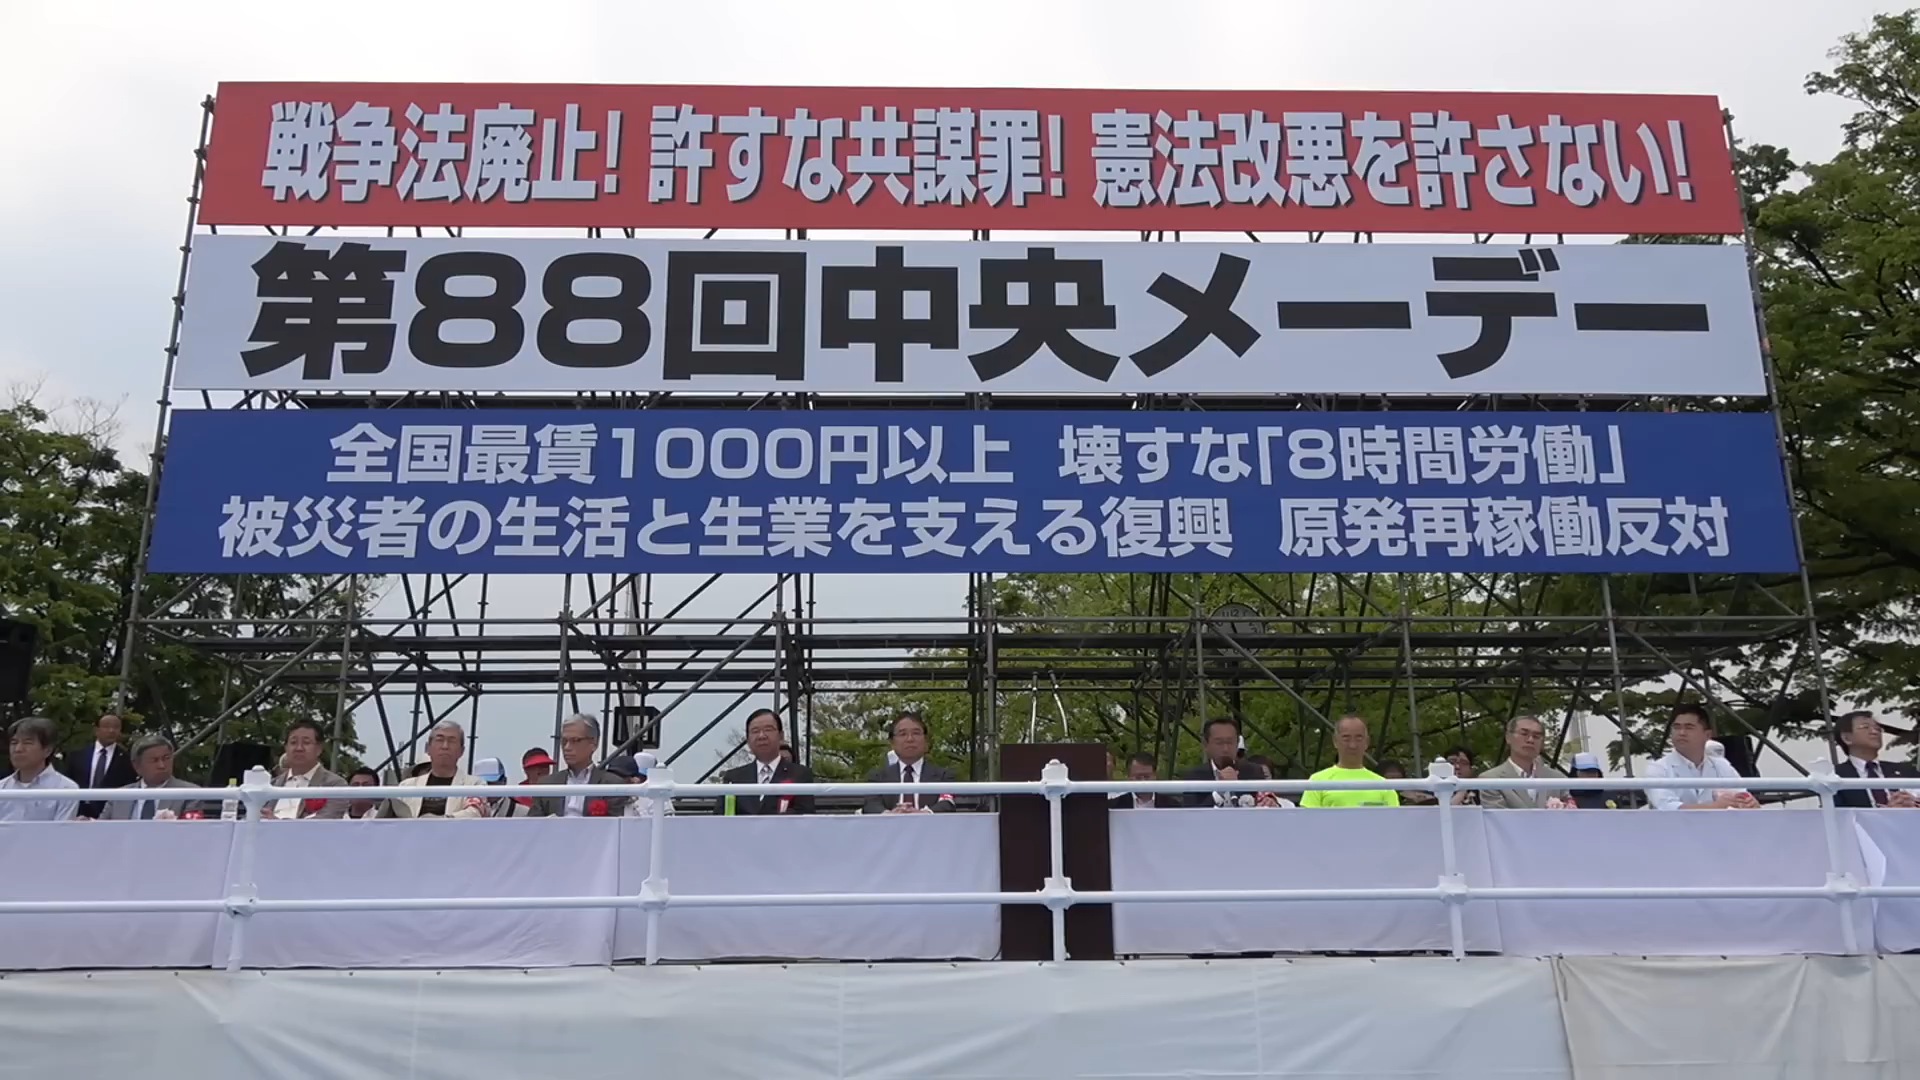 戦争法廃止! 許すな共謀罪! 憲法改悪を許さない!
第88回中央メーデー
全国最賃1000円以上 壊すな「8時間労働」
被災者の生活と生業を支える復興 原発再稼働反対